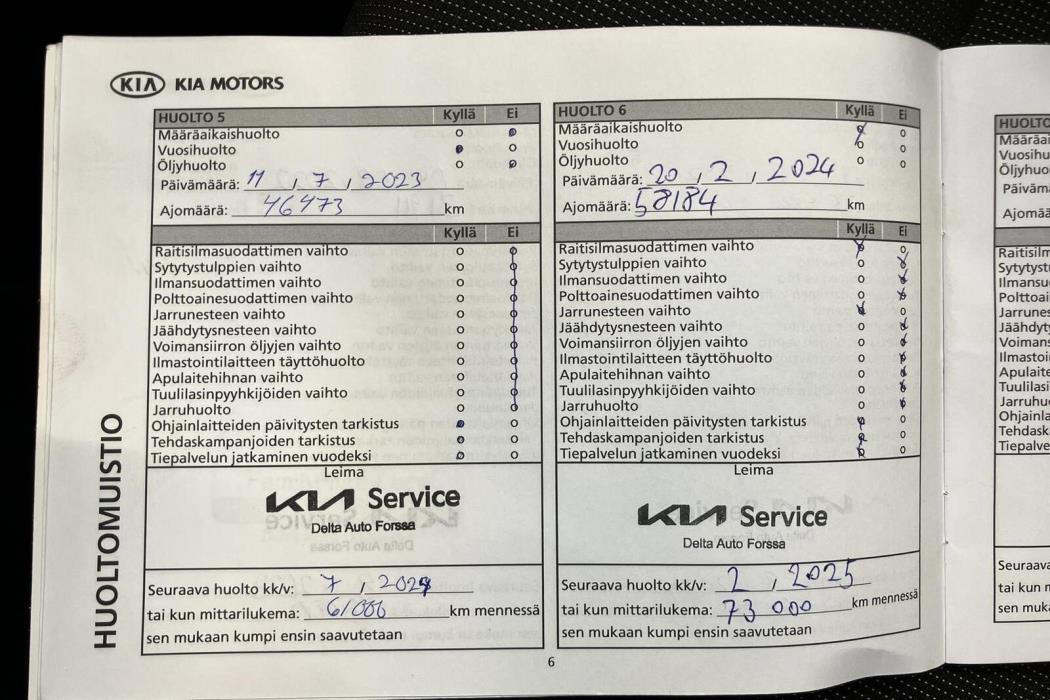 KIA KIA MOTORS
HUOLTO 5 Kyllä Ei
Määräaikaishuolto
Vuosihuolto
Öljyhuolto
Päivämäärä: 11 , 7 , 2023
Ajomäärä: 46473 km
Kyllä Ei
Raitisilmasuodattimen vaihto
Sytytystulppien vaihto
Ilmansuodattimen vaihto
Polttoainesuodattimen vaihto
Jarrunesteen vaihto
Jäähdytysnesteen vaihto
Voimansiirron öljyjen vaihto
Ilmastointilaitteen täyttöhuolto
Apulaitehihnan vaihto
Tuulilasinpyyhkijöiden vaihto
Jarruhuolto
Ohjainlaitteiden päivitysten tarkistus
Tehdaskampanjoiden tarkistus
Tiepalvelun jatkaminen vuodeksi
Leima
KIA Service
Delta Auto Forssa
Seuraava huolto kk/v: 7 , 2024
tai kun mittarilukema: 61000 km mennessä
sen mukaan kumpi ensin saavutetaan
HUOLTO 6 Kyllä Ei
Määräaikaishuolto
Vuosihuolto
Öljyhuolto
Päivämäärä: 20 , 2 , 2024
Ajomäärä: 58184 km
Kyllä Ei
Raitisilmasuodattimen vaihto
Sytytystulppien vaihto
Ilmansuodattimen vaihto
Polttoainesuodattimen vaihto
Jarrunesteen vaihto
Jäähdytysnesteen vaihto
Voimansiirron öljyjen vaihto
Ilmastointilaitteen täyttöhuolto
Apulaitehihnan vaihto
Tuulilasinpyyhkijöiden vaihto
Jarruhuolto
Ohjainlaitteiden päivitysten tarkistus
Tehdaskampanjoiden tarkistus
Tiepalvelun jatkaminen vuodeksi
Leima
KIA Service
Delta Auto Forssa
Seuraava huolto kk/v: 2 , 2025
tai kun mittarilukema: 73 000 km mennessä
sen mukaan kumpi ensin saavutetaan
HUOLTOMUISTIO
6